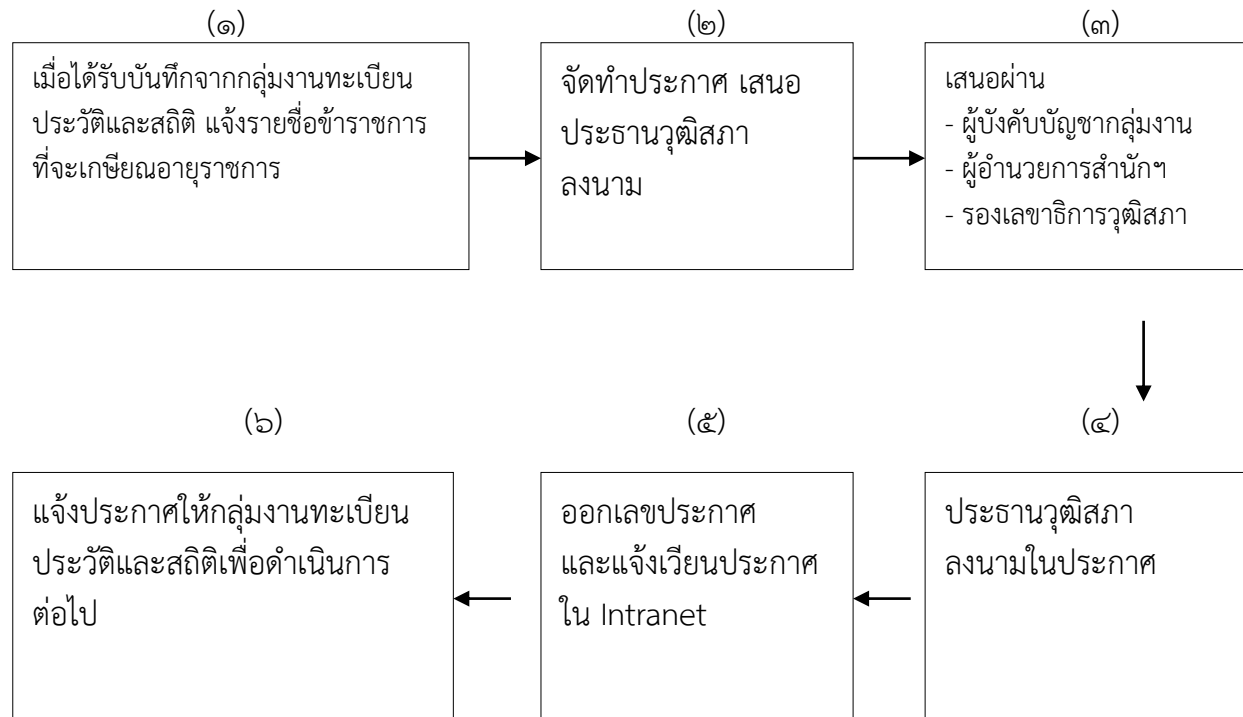 (๑)
เมื่อได้รับบันทึกจากกลุ่มงานทะเบียน
ประวัติและสถิติ แจ้งรายชื่อข้าราชการ
ที่จะเกษียณอายุราชการ
(๒)
จัดทำประกาศ เสนอ
ประธานวุฒิสภา
ลงนาม
(๓)
เสนอผ่าน
- ผู้บังคับบัญชากลุ่มงาน
- ผู้อำนวยการสำนักฯ
- รองเลขาธิการวุฒิสภา
(๔)
ประธานวุฒิสภา
ลงนามในประกาศ
(๕)
ออกเลขประกาศ
และแจ้งเวียนประกาศ
ใน Intranet
(๖)
แจ้งประกาศให้กลุ่มงานทะเบียน
ประวัติและสถิติเพื่อดำเนินการ
ต่อไป